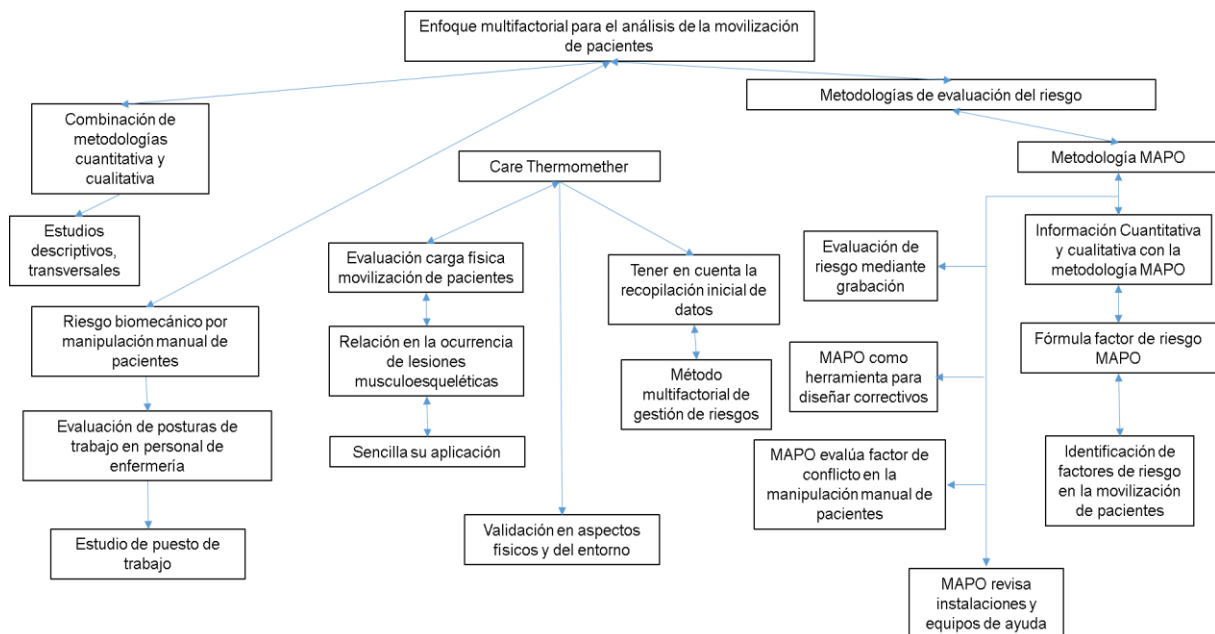 Enfoque multifactorial para el análisis de la movilización
de pacientes
Metodologías de evaluación del riesgo
Combinación de
metodologías
cuantitativa y
cualitativa
Care Thermomether
Metodología MAPO
Estudios
descriptivos,
transversales
Evaluación carga física
movilización de pacientes
Tener en cuenta la
recopilación inicial de
datos
Evaluación de
riesgo mediante
grabación
Información Cuantitativa
y cualitativa con la
metodología MAPO
Riesgo biomecánico por
manipulación manual de
pacientes
Relación en la ocurrencia
de lesiones
musculoesqueléticas
Método
multifactorial de
gestión de riesgos
MAPO como
herramienta para
diseñar correctivos
Fórmula factor de riesgo
MAPO
Evaluación de posturas de
trabajo en personal de
enfermería
Sencilla su aplicación
MAPO evalúa factor de
conflicto en la
manipulación manual de
pacientes
Identificación de
factores de riesgo
en la movilización
de pacientes
Estudio de puesto de
trabajo
Validación en aspectos
físicos y del entorno
MAPO revisa
instalaciones y
equipos de ayuda